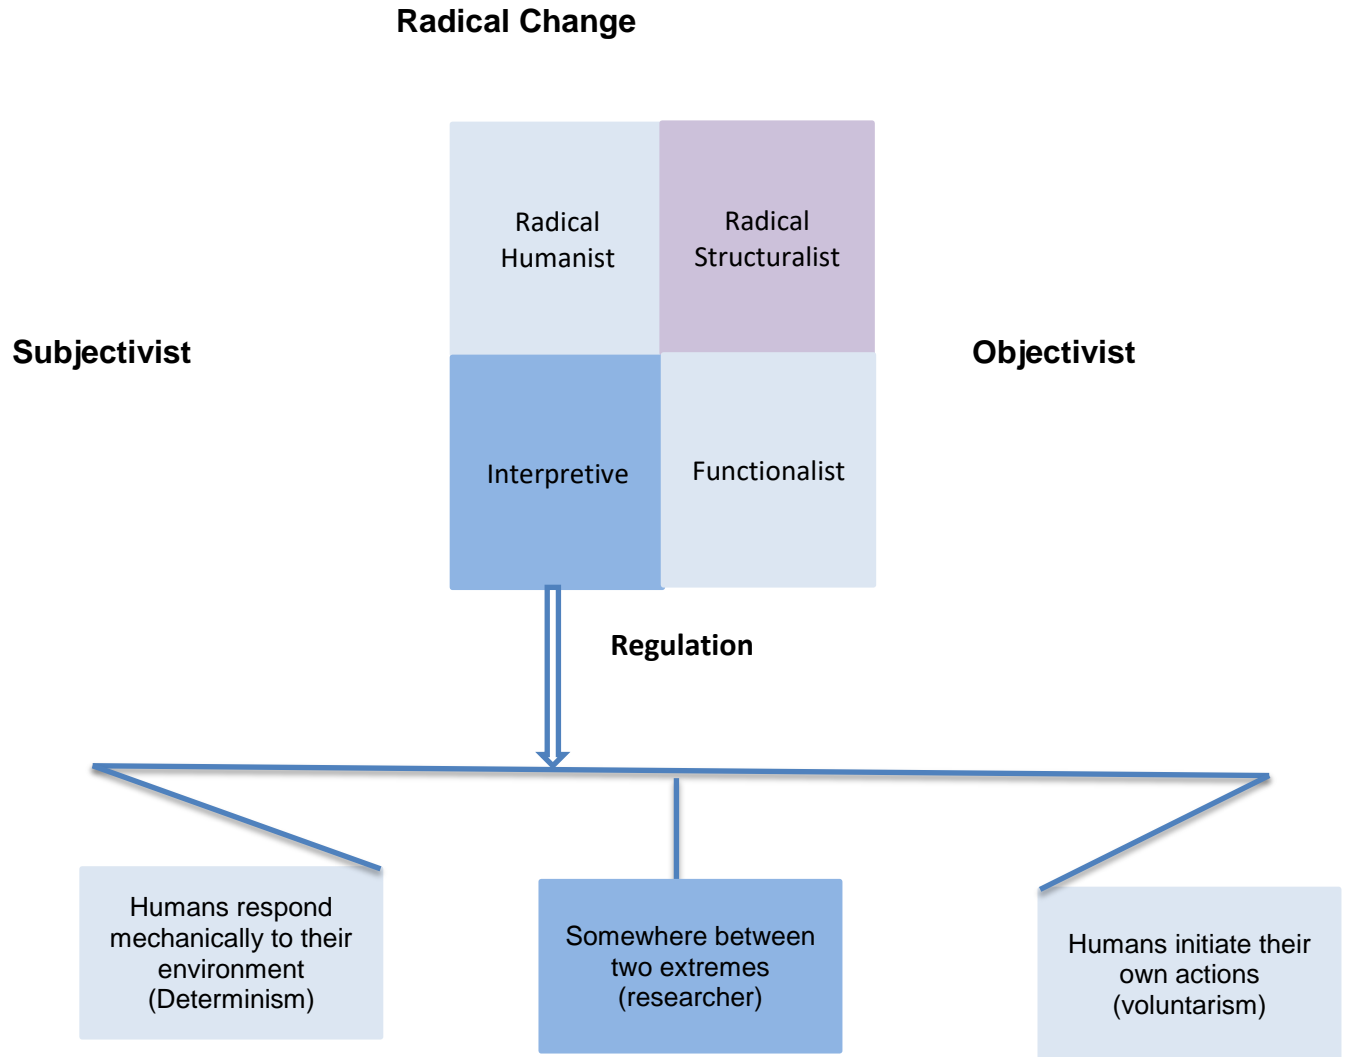 Radical Change
Radical
Humanist
Radical
Structuralist
Subjectivist
Objectivist
Interpretive
Functionalist
Regulation
Humans respond
mechanically to their
environment
(Determinism)
Somewhere between
two extremes
(researcher)
Humans initiate their
own actions
(voluntarism)